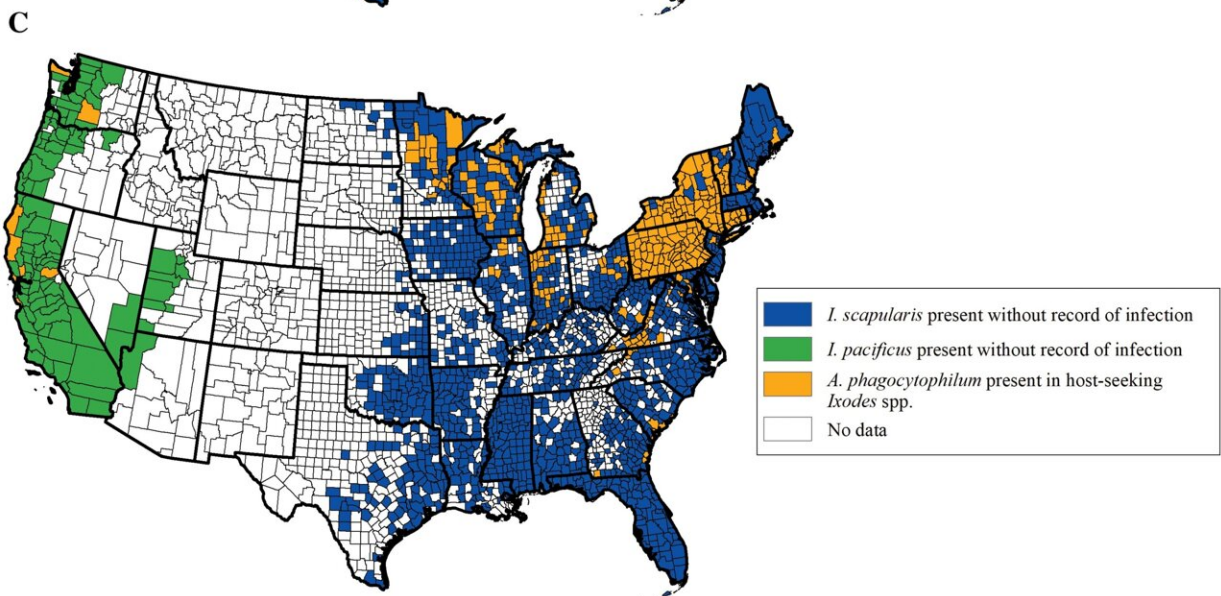 C
I. scapularis present without record of infection
I. pacificus present without record of infection
A. phagocytophilum present in host-seeking
Ixodes spp.
No data